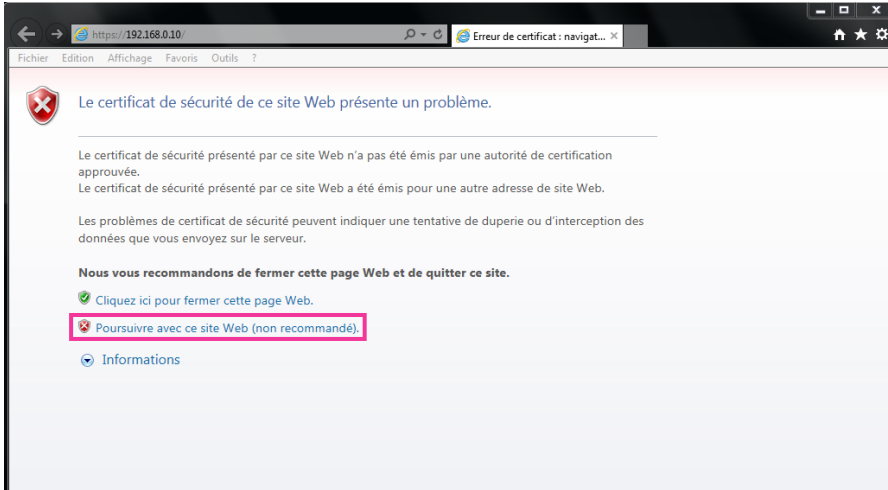 https://192.168.0.10/
Erreur de certificat : navigat...
Fichier Edition Affichage Favoris Outils ?
Le certificat de sécurité de ce site Web présente un problème.
Le certificat de sécurité présenté par ce site Web n'a pas été émis par une autorité de certification
approuvée.
Le certificat de sécurité présenté par ce site Web a été émis pour une autre adresse de site Web.
Les problèmes de certificat de sécurité peuvent indiquer une tentative de duperie ou d'interception des
données que vous envoyez sur le serveur.
Nous vous recommandons de fermer cette page Web et de quitter ce site.
Cliquez ici pour fermer cette page Web.
Poursuivre avec ce site Web (non recommandé).
Informations